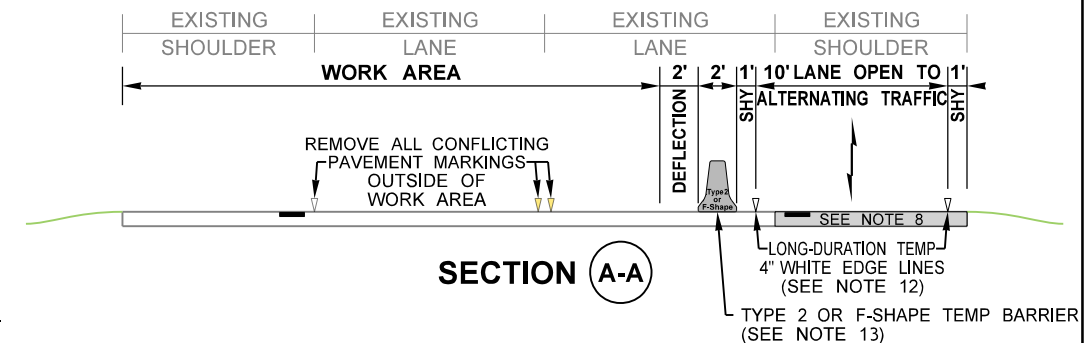 EXISTING EXISTING EXISTING EXISTING
SHOULDER LANE LANE SHOULDER
WORK AREA 2' 2' 1' 10' LANE OPEN TO 1'
ALTERNATING TRAFFIC
DEFLECTION
SHY
SHY
REMOVE ALL CONFLICTING
PAVEMENT MARKINGS
OUTSIDE OF
WORK AREA
Type 2
or
F-Shape
SEE NOTE 8
LONG-DURATION TEMP
4" WHITE EDGE LINES
(SEE NOTE 12)
SECTION A-A
TYPE 2 OR F-SHAPE TEMP BARRIER
(SEE NOTE 13)